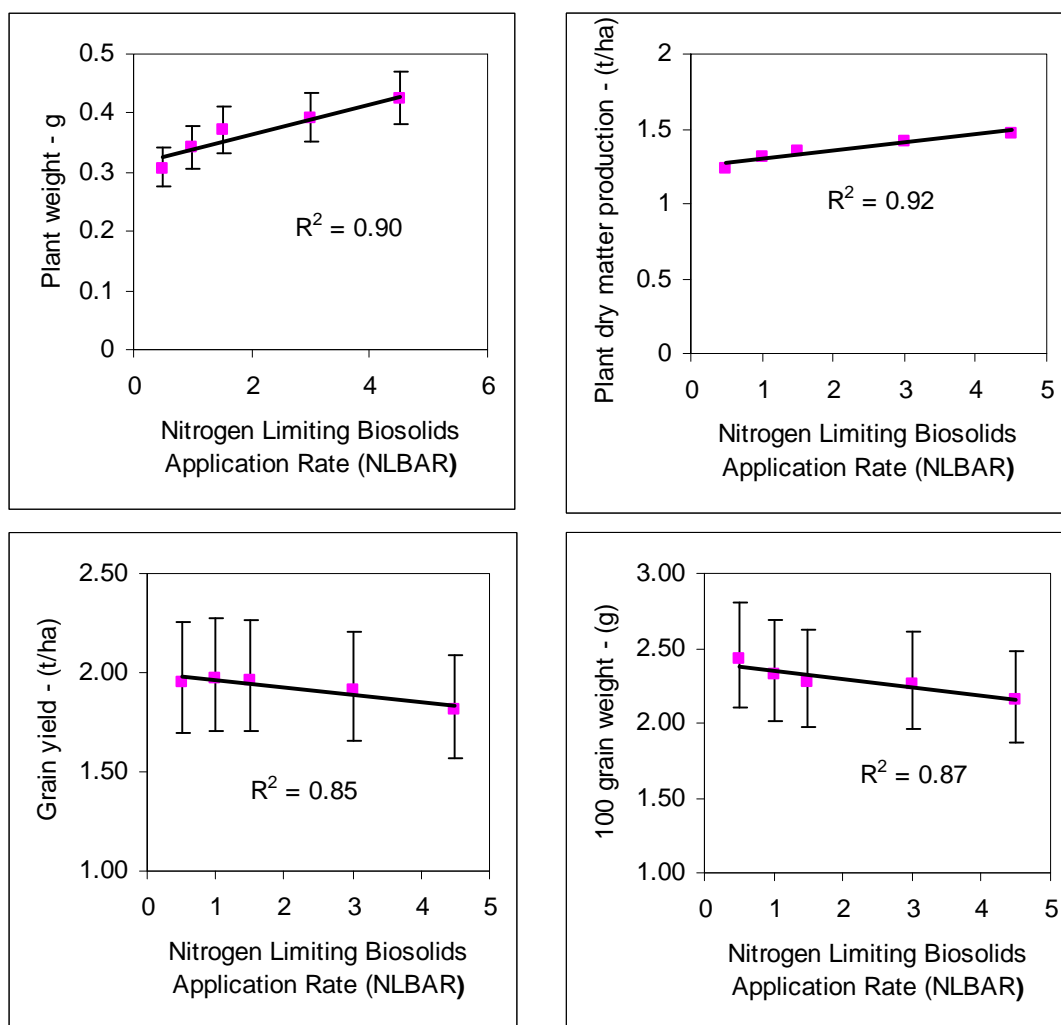 Plant weight - g
0.5
0.4
0.3
0.2
0.1
0
R² = 0.90
0 2 4 6
Nitrogen Limiting Biosolids
Application Rate (NLBAR)
Plant dry matter production - (t/ha)
2
1.5
1
0.5
0
R² = 0.92
0 1 2 3 4 5
Nitrogen Limiting Biosolids
Application Rate (NLBAR)
Grain yield - (t/ha)
2.50
2.00
1.50
1.00
R² = 0.85
0 1 2 3 4 5
Nitrogen Limiting Biosolids
Application Rate (NLBAR)
100 grain weight - (g)
3.00
2.50
2.00
1.50
1.00
R² = 0.87
0 1 2 3 4 5
Nitrogen Limiting Biosolids
Application Rate (NLBAR)